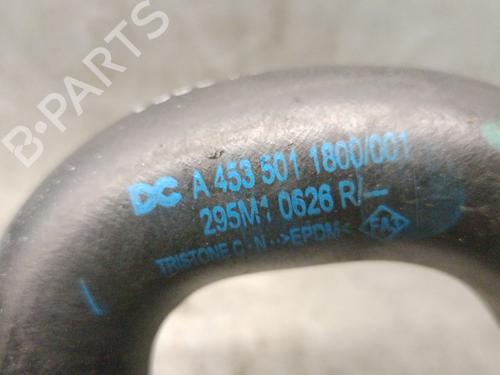 B-PARTS
DC A 453 501 1800/001
295M1 0626 R/—
TRISTONE >EPDM<